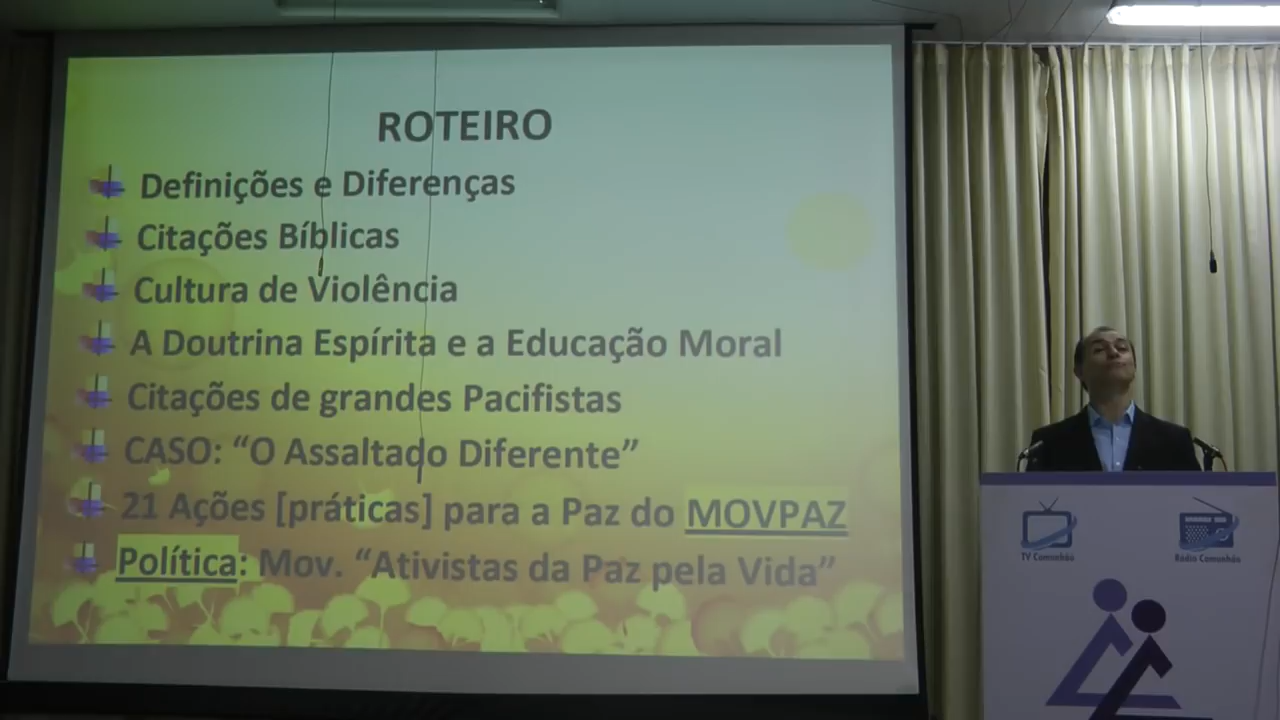 ROTEIRO
Definições e Diferenças
Citações Bíblicas
Cultura de Violência
A Doutrina Espírita e a Educação Moral
Citações de grandes Pacifistas
CASO: “O Assaltado Diferente”
21 Ações [práticas] para a Paz do MOVPAZ
Política: Mov. “Ativistas da Paz pela Vida”
TV Comunhão
Rádio Comunhão